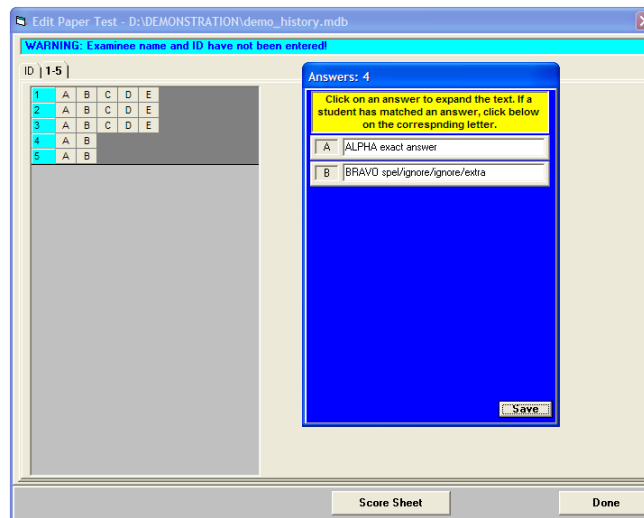 Edit Paper Test - D:\DEMONSTRATION\demo_history.mdb
WARNING: Examinee name and ID have not been entered!
ID 1-5
1 A B C D E
2 A B C D E
3 A B C D E
4 A B
5 A B
Answers: 4
Click on an answer to expand the text. If a
student has matched an answer, click below
on the correspnding letter.
A ALPHA exact answer
B BRAVO spel/ignore/ignore/extra
Save
Score Sheet Done